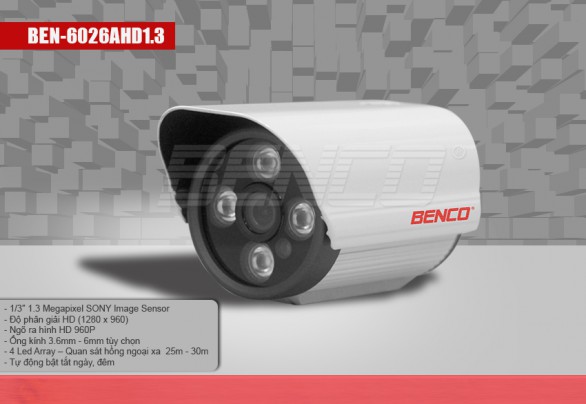 BEN-6026AHD1.3
BENCO®
BENCO®
- 1/3" 1.3 Megapixel SONY Image Sensor
- Độ phân giải HD (1280 x 960)
- Ngõ ra hình HD 960P
- Ống kính 3.6mm - 6mm tùy chọn
- 4 Led Array – Quan sát hồng ngoại xa 25m - 30m
- Tự động bật tắt ngày, đêm